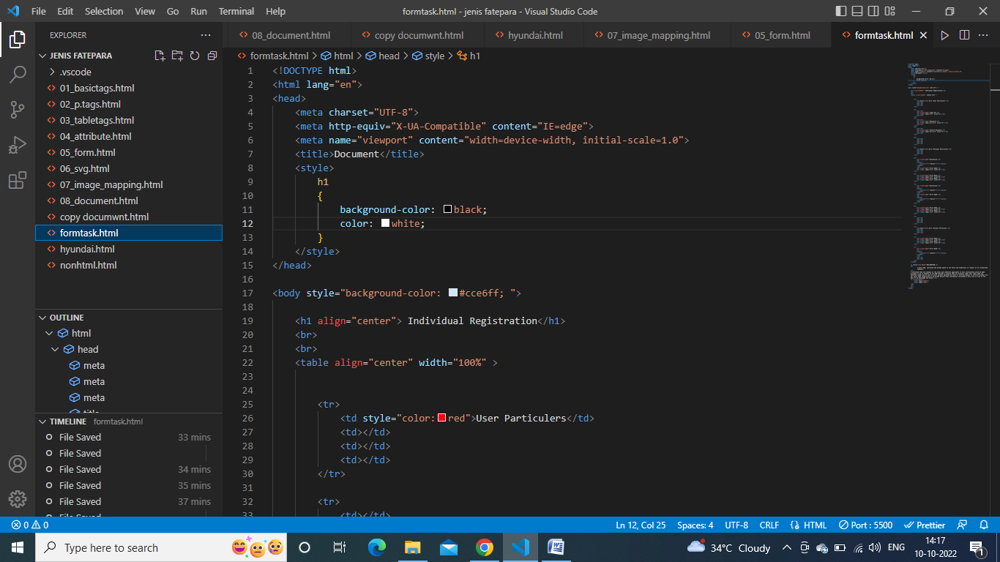 File Edit Selection View Go Run Terminal Help
formtask.html - jenis fatepara - Visual Studio Code
EXPLORER
JENIS FATEPARA
.vscode
01_basictags.html
02_p.tags.html
03_tabletags.html
04_attribute.html
05_form.html
06_svg.html
07_image_mapping.html
08_document.html
copy documwnt.html
formtask.html
hyundai.html
nonhtml.html
OUTLINE
html
head
meta
meta
meta
title
TIMELINE formtask.html
File Saved 33 mins
File Saved
File Saved 34 mins
File Saved 35 mins
File Saved 37 mins
08_document.html copy documwnt.html hyundai.html 07_image_mapping.html 05_form.html formtask.html
formtask.html > html > head > style > h1
1 <!DOCTYPE html>
2 <html lang="en">
3 <head>
4 <meta charset="UTF-8">
5 <meta http-equiv="X-UA-Compatible" content="IE=edge">
6 <meta name="viewport" content="width=device-width, initial-scale=1.0">
7 <title>Document</title>
8 <style>
9 h1
10 {
11 background-color: black;
12 color: white;
13 }
14 </style>
15 </head>
16
17 <body style="background-color: #cce6ff; ">
18
19 <h1 align="center"> Individual Registration</h1>
20 <br>
21 <br>
22 <table align="center" width="100%" >
23
24
25 <tr>
26 <td style="color:red">User Particulers</td>
27 <td></td>
28 <td></td>
29 <td></td>
30 </tr>
31
32 <tr>
33 <td></td>
0 0
Ln 12, Col 25 Spaces: 4 UTF-8 CRLF HTML Port : 5500 Prettier
Type here to search
34°C Cloudy
ENG
14:17
10-10-2022
1